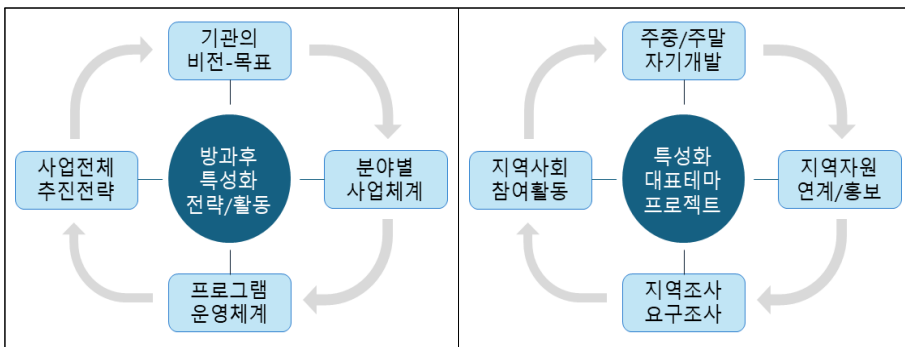 기관의
비전-목표
사업전체
추진전략
방과후
특성화
전략/활동
분야별
사업체계
프로그램
운영체계
주중/주말
자기개발
지역사회
참여활동
특성화
대표테마
프로젝트
지역자원
연계/홍보
지역조사
요구조사